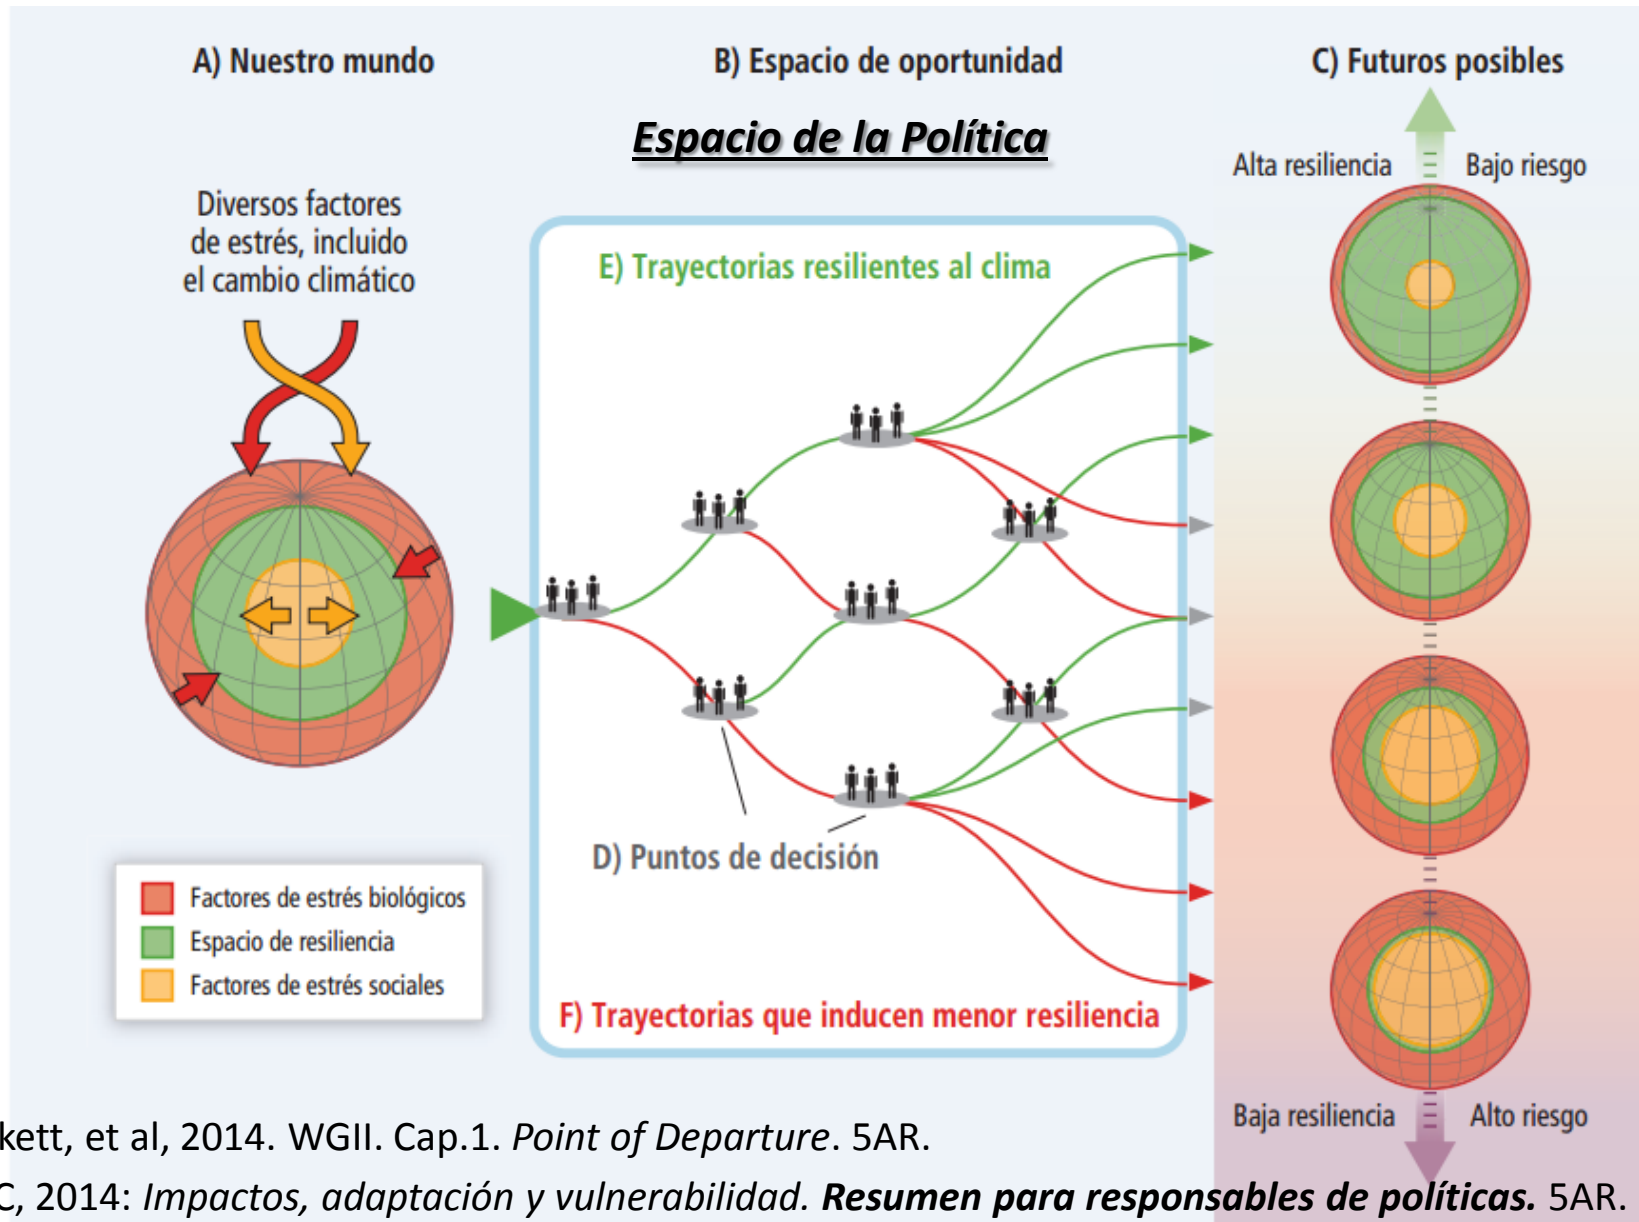 A) Nuestro mundo
B) Espacio de oportunidad
C) Futuros posibles
Espacio de la Política
Alta resiliencia
Bajo riesgo
Diversos factores
de estrés, incluido
el cambio climático
E) Trayectorias resilientes al clima
D) Puntos de decisión
Factores de estrés biológicos
Espacio de resiliencia
Factores de estrés sociales
F) Trayectorias que inducen menor resiliencia
Baja resiliencia
Alto riesgo
kett, et al, 2014. WGII. Cap.1. Point of Departure. 5AR.
C, 2014: Impactos, adaptación y vulnerabilidad. Resumen para responsables de políticas. 5AR.